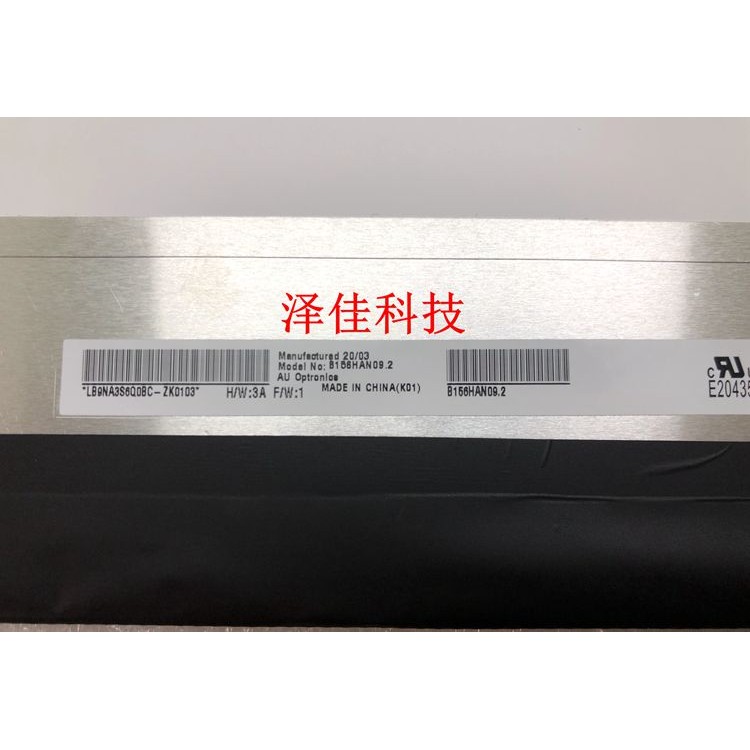 泽佳科技
Manufactured 20/03
Model No: B156HAN09.2
AU Optronics
MADE IN CHINA(K01)
*LB9NA3S6Q0BC-ZK0103*
H/W:3A F/W:1
B156HAN09.2
c RU
E20435